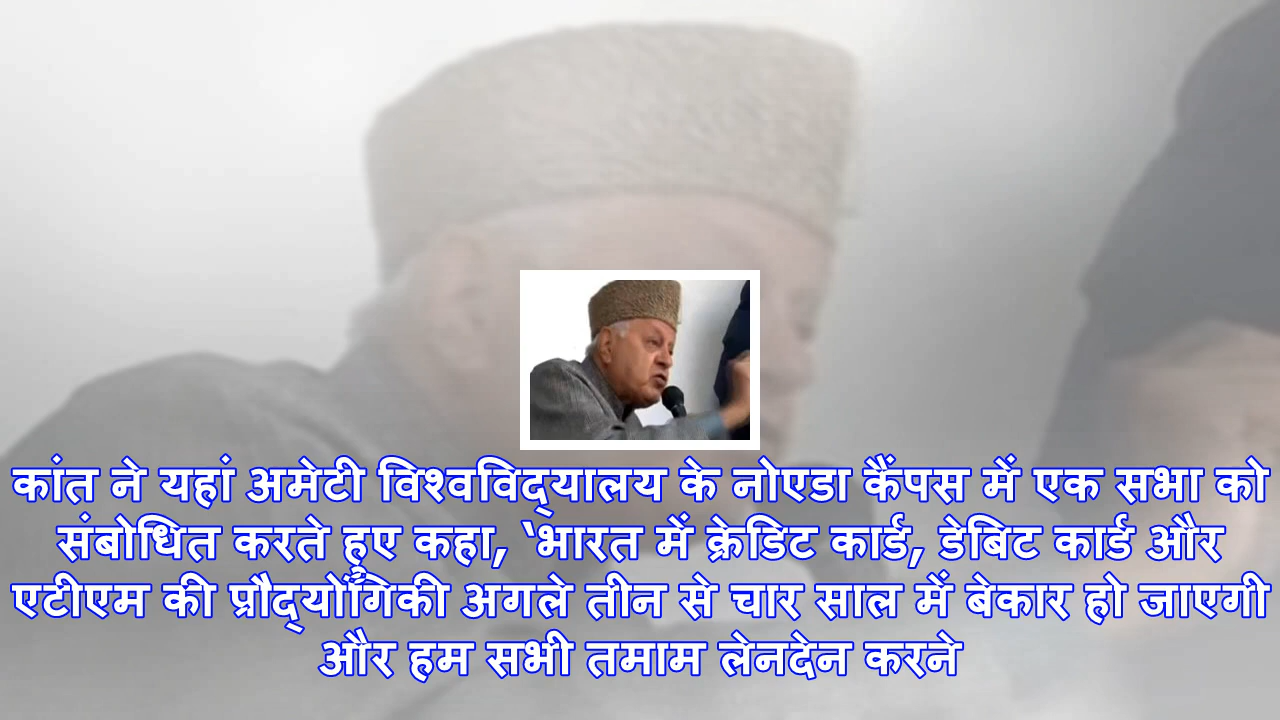 कांत ने यहां अमेटी विश्वविद्यालय के नोएडा कैंपस में एक सभा को
संबोधित करते हुए कहा, ‘भारत में क्रेडिट कार्ड, डेबिट कार्ड और
एटीएम की प्रौद्योगिकी अगले तीन से चार साल में बेकार हो जाएगी
और हम सभी तमाम लेनदेन करने